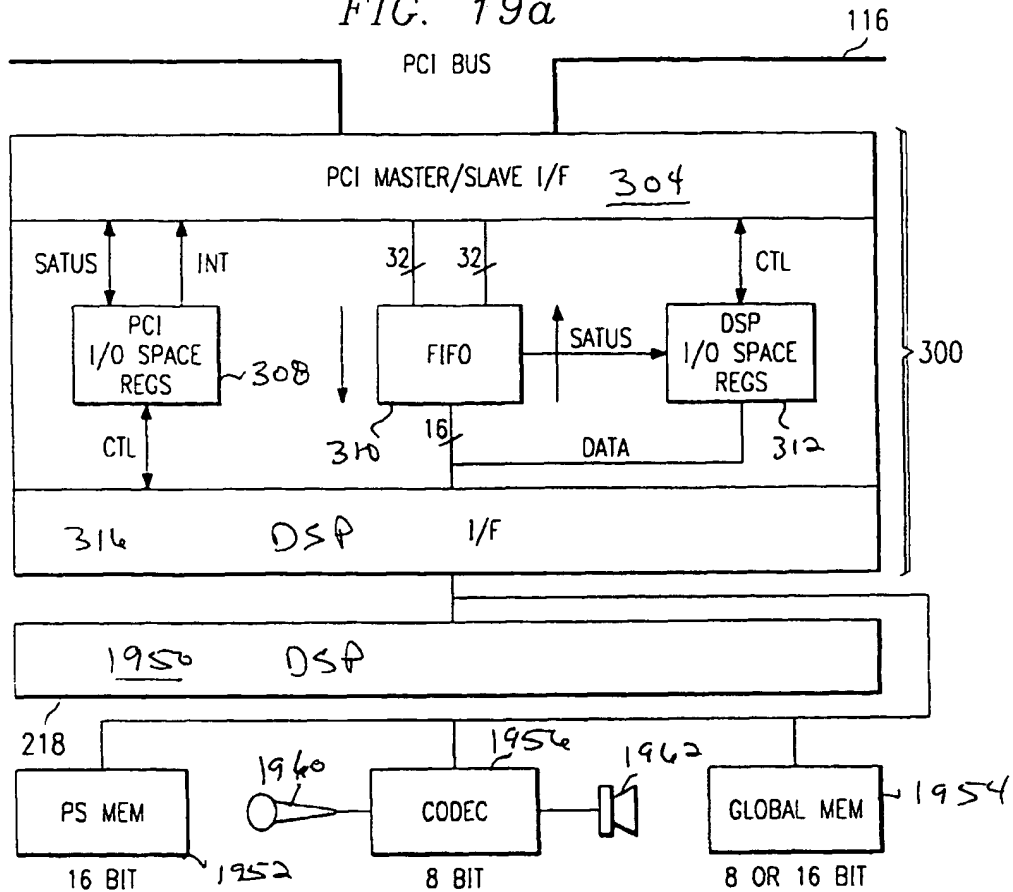 FIG. 19a
116
PCI BUS
PCI MASTER/SLAVE I/F 304
SATUS
INT
32
32
CTL
PCI
I/O SPACE
REGS
308
FIFO
310
SATUS
DSP
I/O SPACE
REGS
312
300
CTL
16
DATA
316 DSP I/F
1950 DSP
218
PS MEM
1952
16 BIT
1960
CODEC
1956
8 BIT
1962
GLOBAL MEM
1954
8 OR 16 BIT